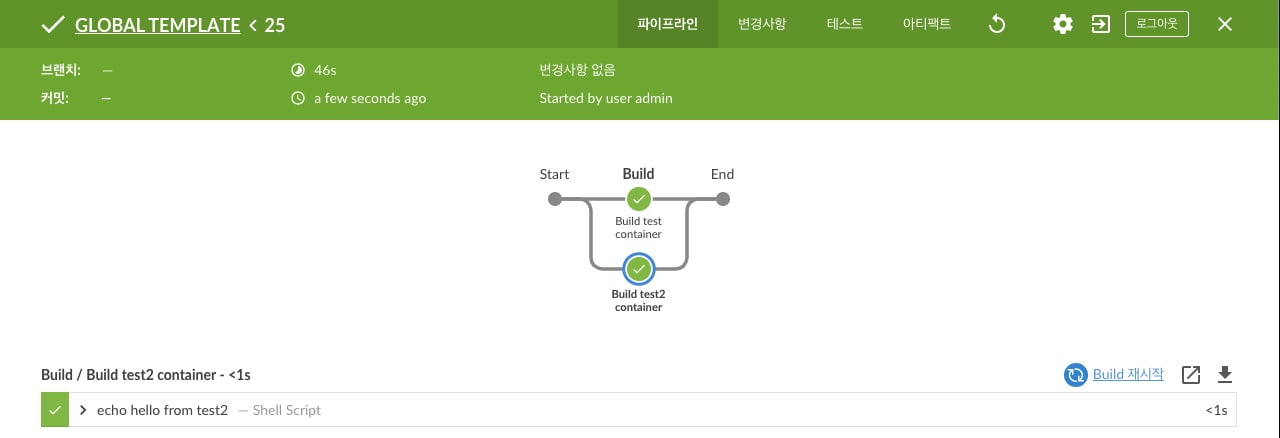 GLOBAL TEMPLATE < 25
파이프라인
변경사항
테스트
아티팩트
로그아웃
브랜치: —
46s
변경사항 없음
커밋: —
a few seconds ago
Started by user admin
Start
Build
End
Build test
container
Build test2
container
Build / Build test2 container - <1s
Build 재시작
echo hello from test2 — Shell Script
<1s